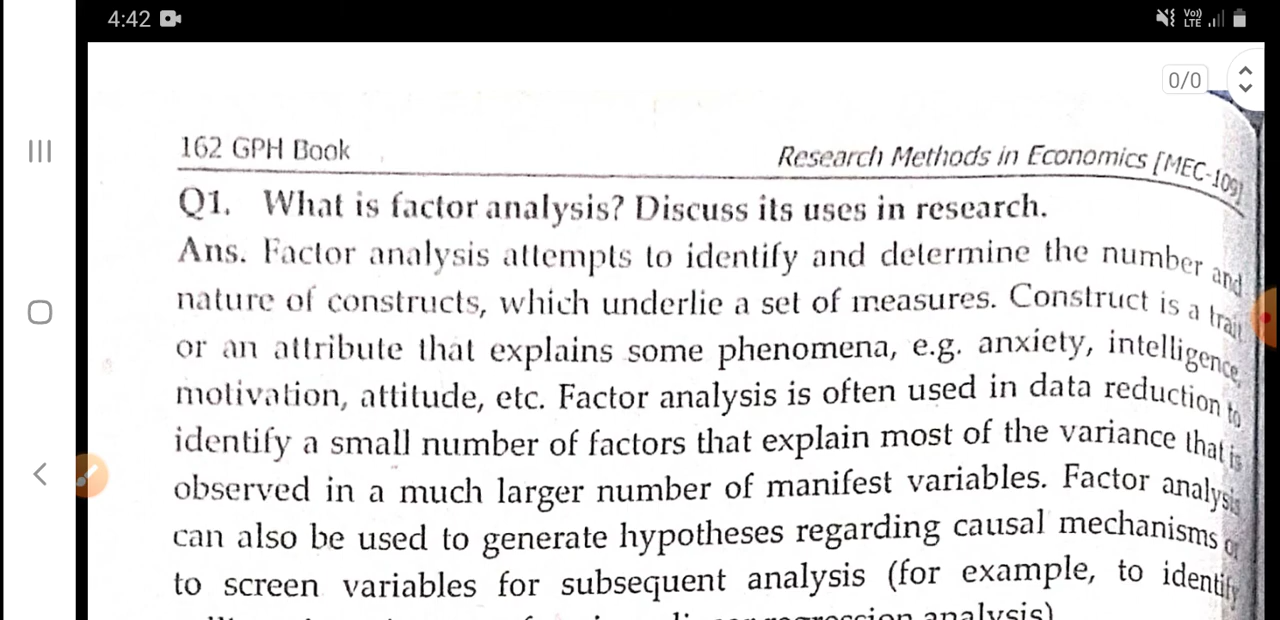 4:42
Vo))
LTE
0/0
162 GPH Book
Research Methods in Economics [MEC-109]
Q1. What is factor analysis? Discuss its uses in research.
Ans. Factor analysis attempts to identify and determine the number and
nature of constructs, which underlie a set of measures. Construct is a trait
or an attribute that explains some phenomena, e.g. anxiety, intelligence,
motivation, attitude, etc. Factor analysis is often used in data reduction to
identify a small number of factors that explain most of the variance that is
observed in a much larger number of manifest variables. Factor analysis
can also be used to generate hypotheses regarding causal mechanisms or
to screen variables for subsequent analysis (for example, to identify
analysis)